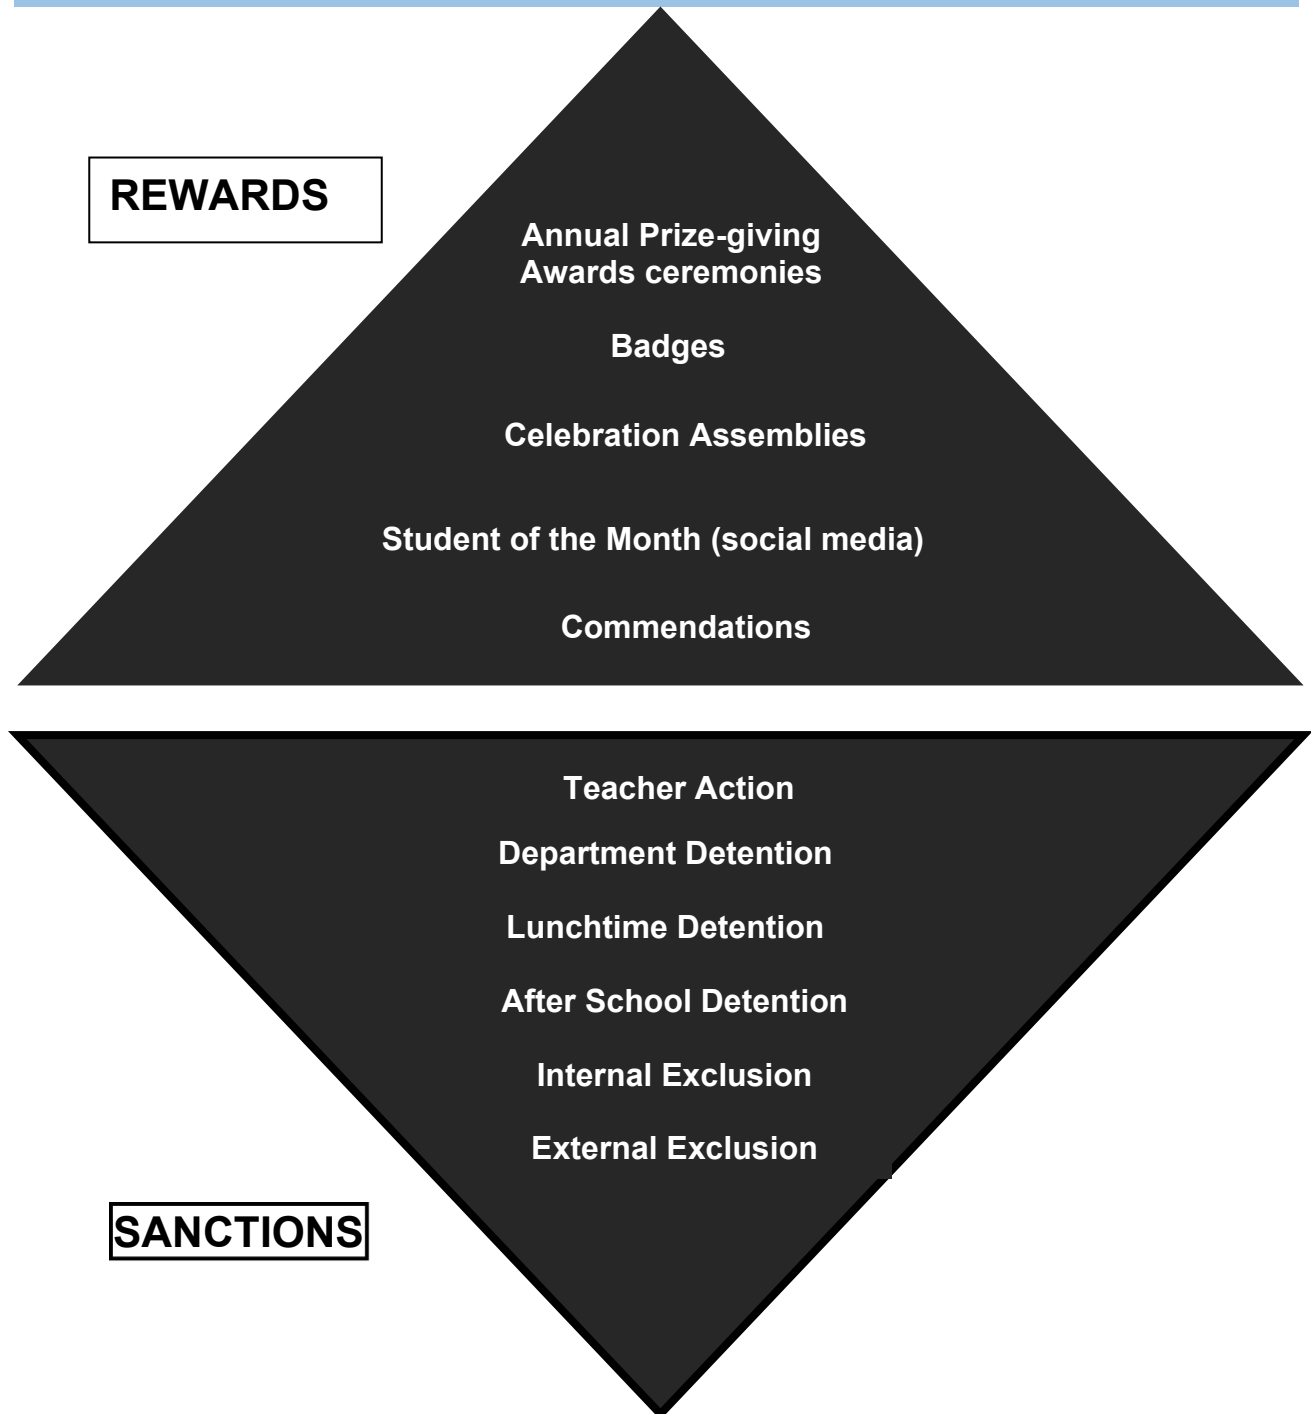 REWARDS
Annual Prize-giving
Awards ceremonies
Badges
Celebration Assemblies
Student of the Month (social media)
Commendations
Teacher Action
Department Detention
Lunchtime Detention
After School Detention
Internal Exclusion
External Exclusion
SANCTIONS